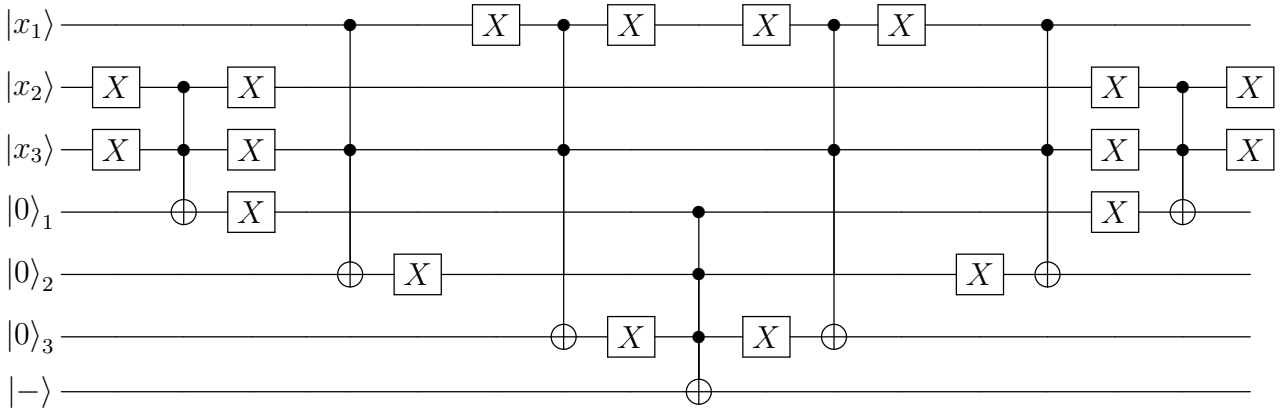 |x₁⟩ X X X X
|x₂⟩ X X X X
|x₃⟩ X X X X
|0⟩₁ X X
|0⟩₂ X X
|0⟩₃ X X
|−⟩